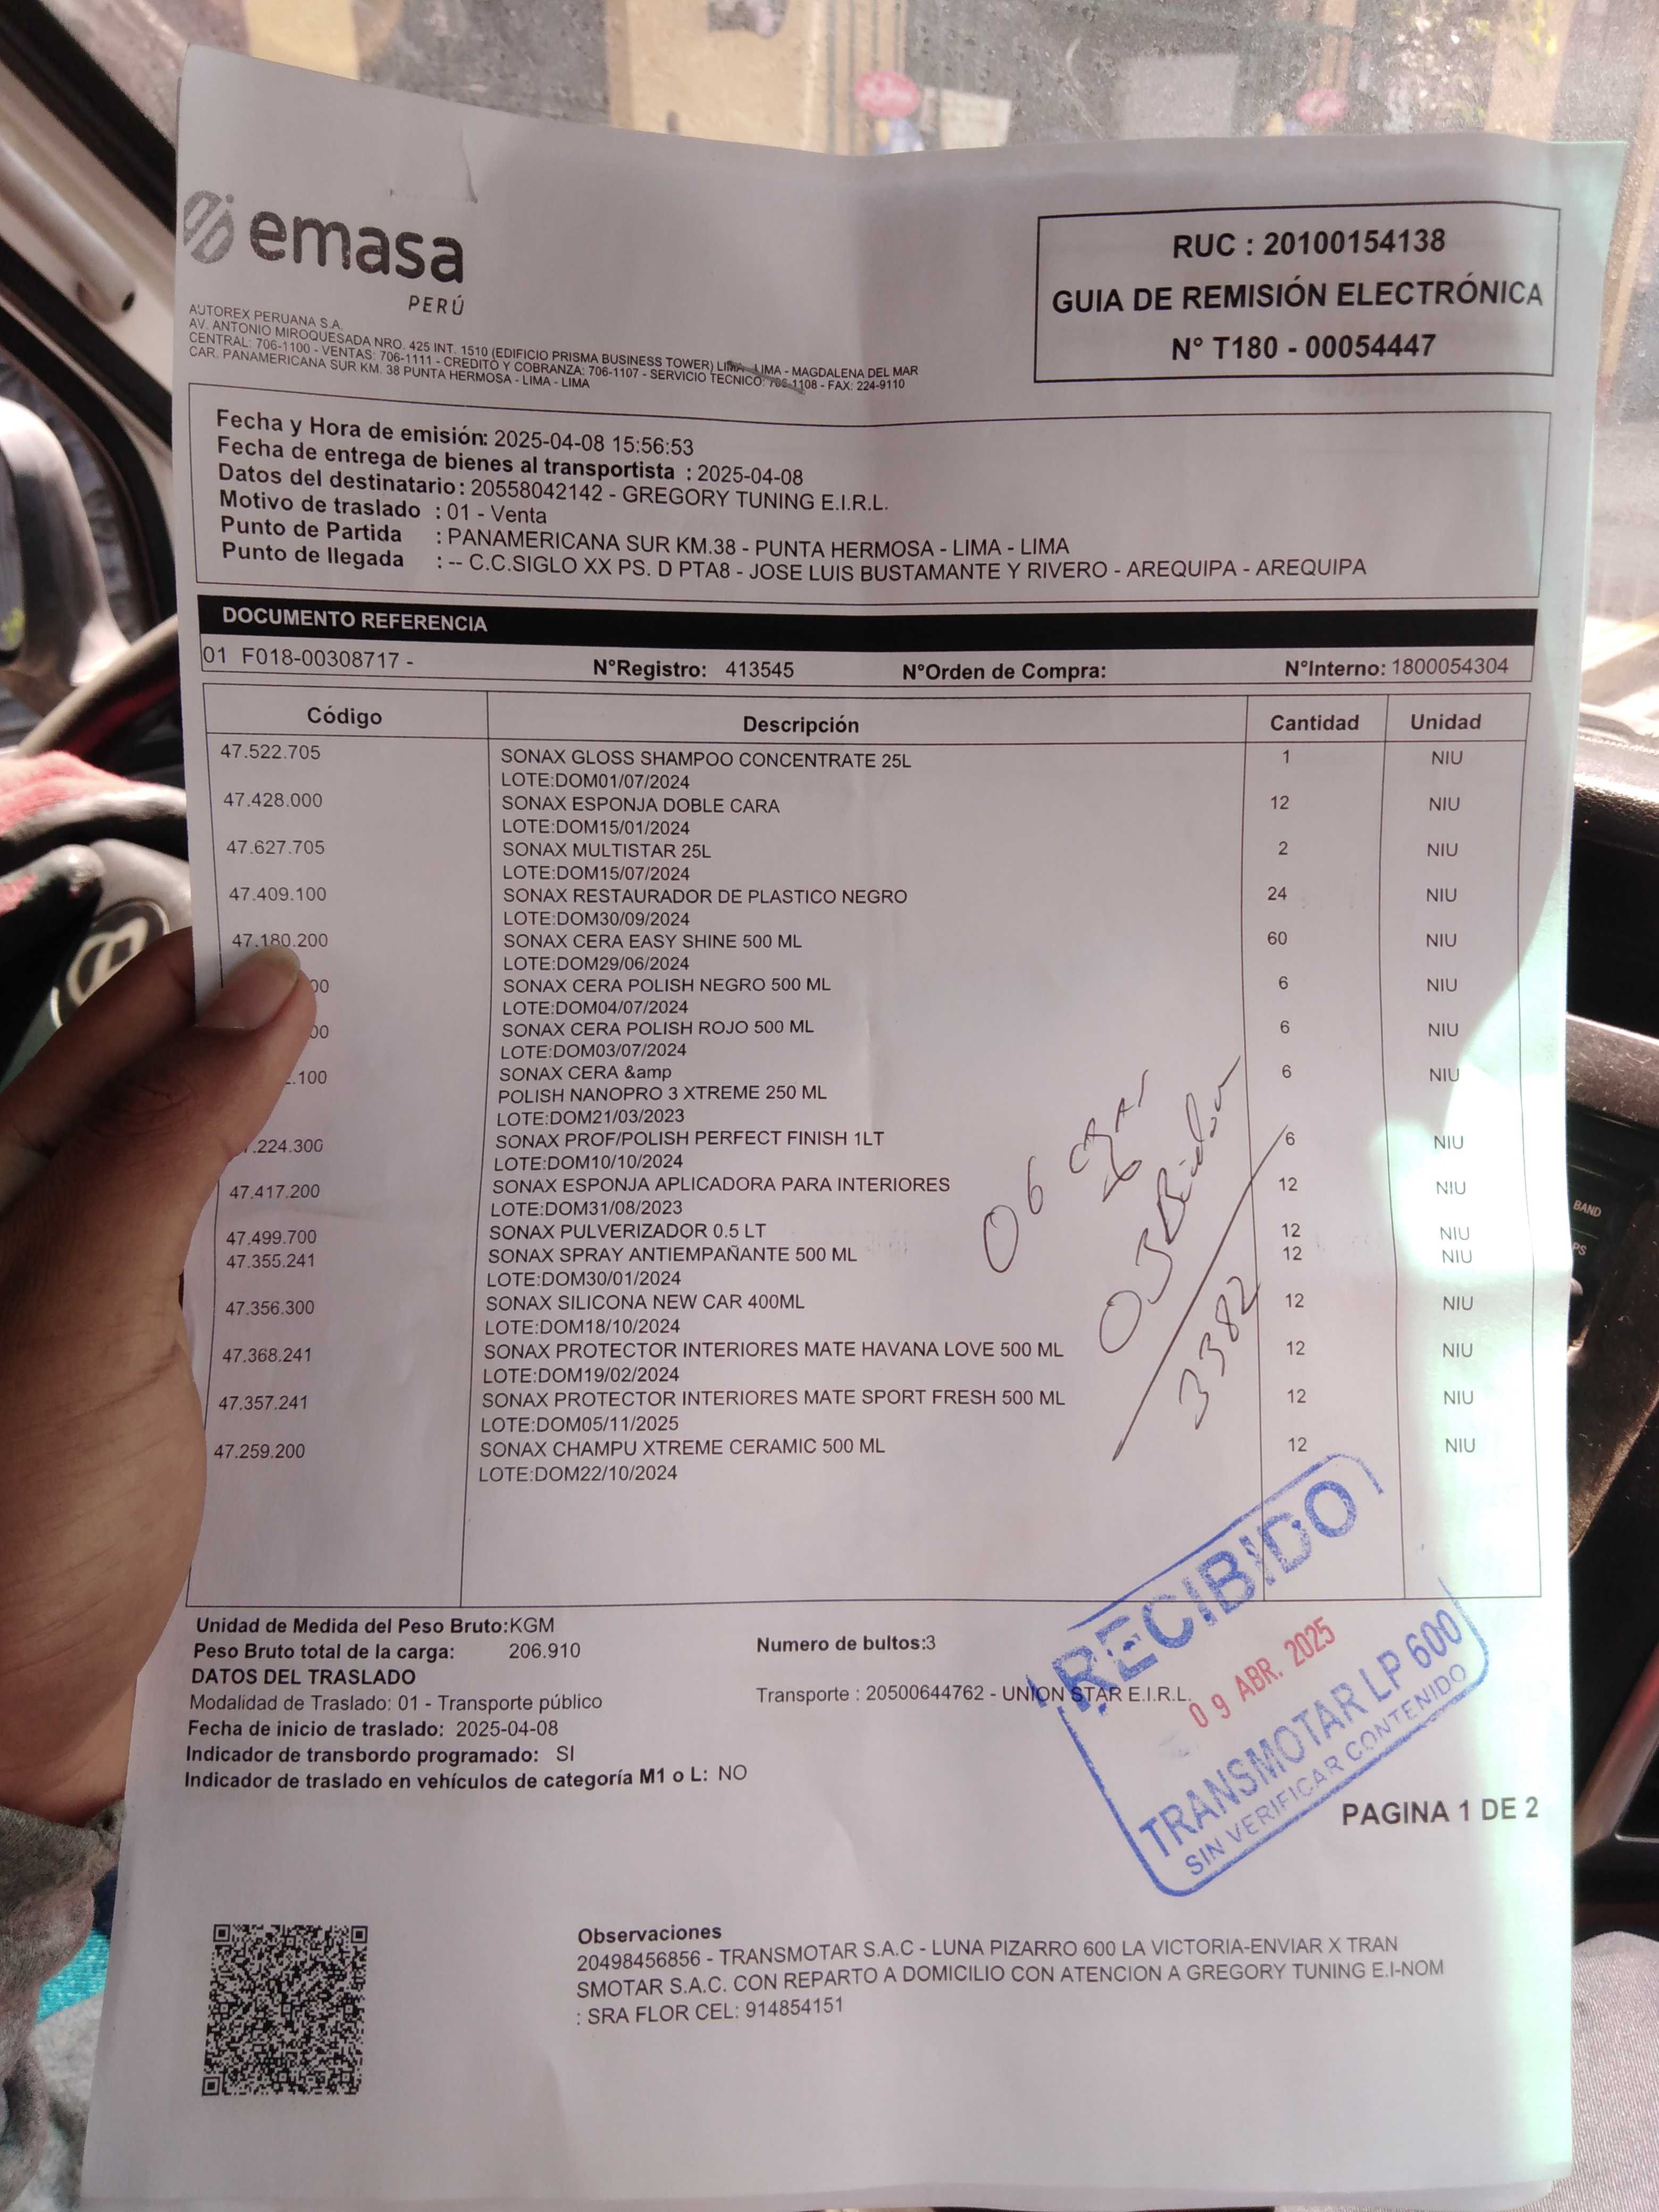 emasa
PERÚ
AUTOREX PERUANA S.A.
AV. ANTONIO MIROQUESADA NRO. 425 INT. 1510 (EDIFICIO PRISMA BUSINESS TOWER) LIMA - LIMA - MAGDALENA DEL MAR
CENTRAL: 706-1100 - VENTAS: 706-1111 - CREDITO Y COBRANZA: 706-1107 - SERVICIO TECNICO: 706-1108 - FAX: 224-9110
CAR. PANAMERICANA SUR KM. 38 PUNTA HERMOSA - LIMA - LIMA
RUC : 20100154138
GUIA DE REMISIÓN ELECTRÓNICA
N° T180 - 00054447
Fecha y Hora de emisión: 2025-04-08 15:56:53
Fecha de entrega de bienes al transportista : 2025-04-08
Datos del destinatario: 20558042142 - GREGORY TUNING E.I.R.L.
Motivo de traslado : 01 - Venta
Punto de Partida : PANAMERICANA SUR KM.38 - PUNTA HERMOSA - LIMA - LIMA
Punto de llegada : -- C.C.SIGLO XX PS. D PTA8 - JOSE LUIS BUSTAMANTE Y RIVERO - AREQUIPA - AREQUIPA
DOCUMENTO REFERENCIA
01 F018-00308717 - N°Registro: 413545 N°Orden de Compra: N°Interno: 1800054304
Código Descripción Cantidad Unidad
47.522.705 SONAX GLOSS SHAMPOO CONCENTRATE 25L 1 NIU
LOTE:DOM01/07/2024
47.428.000 SONAX ESPONJA DOBLE CARA 12 NIU
LOTE:DOM15/01/2024
47.627.705 SONAX MULTISTAR 25L 2 NIU
LOTE:DOM15/07/2024
47.409.100 SONAX RESTAURADOR DE PLASTICO NEGRO 24 NIU
LOTE:DOM30/09/2024
47.180.200 SONAX CERA EASY SHINE 500 ML 60 NIU
LOTE:DOM29/06/2024
00 SONAX CERA POLISH NEGRO 500 ML 6 NIU
LOTE:DOM04/07/2024
00 SONAX CERA POLISH ROJO 500 ML 6 NIU
LOTE:DOM03/07/2024
.100 SONAX CERA &amp 6 NIU
POLISH NANOPRO 3 XTREME 250 ML
LOTE:DOM21/03/2023
.224.300 SONAX PROF/POLISH PERFECT FINISH 1LT 6 NIU
LOTE:DOM10/10/2024
47.417.200 SONAX ESPONJA APLICADORA PARA INTERIORES 12 NIU
LOTE:DOM31/08/2023
47.499.700 SONAX PULVERIZADOR 0.5 LT 12 NIU
47.355.241 SONAX SPRAY ANTIEMPAÑANTE 500 ML 12 NIU
LOTE:DOM30/01/2024
47.356.300 SONAX SILICONA NEW CAR 400ML 12 NIU
LOTE:DOM18/10/2024
47.368.241 SONAX PROTECTOR INTERIORES MATE HAVANA LOVE 500 ML 12 NIU
LOTE:DOM19/02/2024
47.357.241 SONAX PROTECTOR INTERIORES MATE SPORT FRESH 500 ML 12 NIU
LOTE:DOM05/11/2025
47.259.200 SONAX CHAMPU XTREME CERAMIC 500 ML 12 NIU
LOTE:DOM22/10/2024
06
03
3382
Unidad de Medida del Peso Bruto:KGM
Peso Bruto total de la carga: 206.910 Numero de bultos:3
DATOS DEL TRASLADO
Modalidad de Traslado: 01 - Transporte público Transporte : 20500644762 - UNION STAR E.I.R.L.
Fecha de inicio de traslado: 2025-04-08
Indicador de transbordo programado: SI
Indicador de traslado en vehículos de categoría M1 o L: NO
RECIBIDO
09 ABR. 2025
TRANSMOTAR LP 600
SIN VERIFICAR CONTENIDO
PAGINA 1 DE 2
Observaciones
20498456856 - TRANSMOTAR S.A.C - LUNA PIZARRO 600 LA VICTORIA-ENVIAR X TRAN
SMOTAR S.A.C. CON REPARTO A DOMICILIO CON ATENCION A GREGORY TUNING E.I-NOM
: SRA FLOR CEL: 914854151
BAND